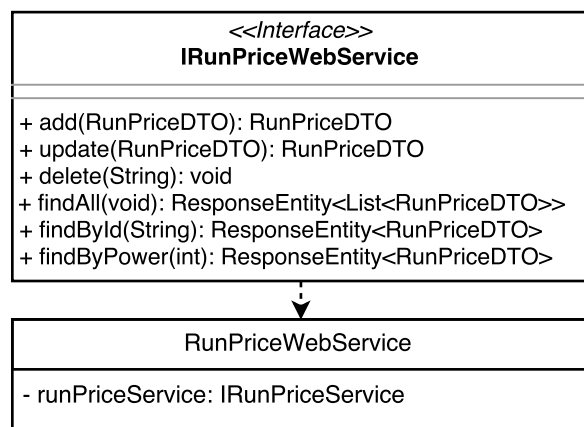 <<Interface>>
IRunPriceWebService
+ add(RunPriceDTO): RunPriceDTO
+ update(RunPriceDTO): RunPriceDTO
+ delete(String): void
+ findAll(void): ResponseEntity<List<RunPriceDTO>>
+ findById(String): ResponseEntity<RunPriceDTO>
+ findByPower(int): ResponseEntity<RunPriceDTO>
RunPriceWebService
- runPriceService: IRunPriceService